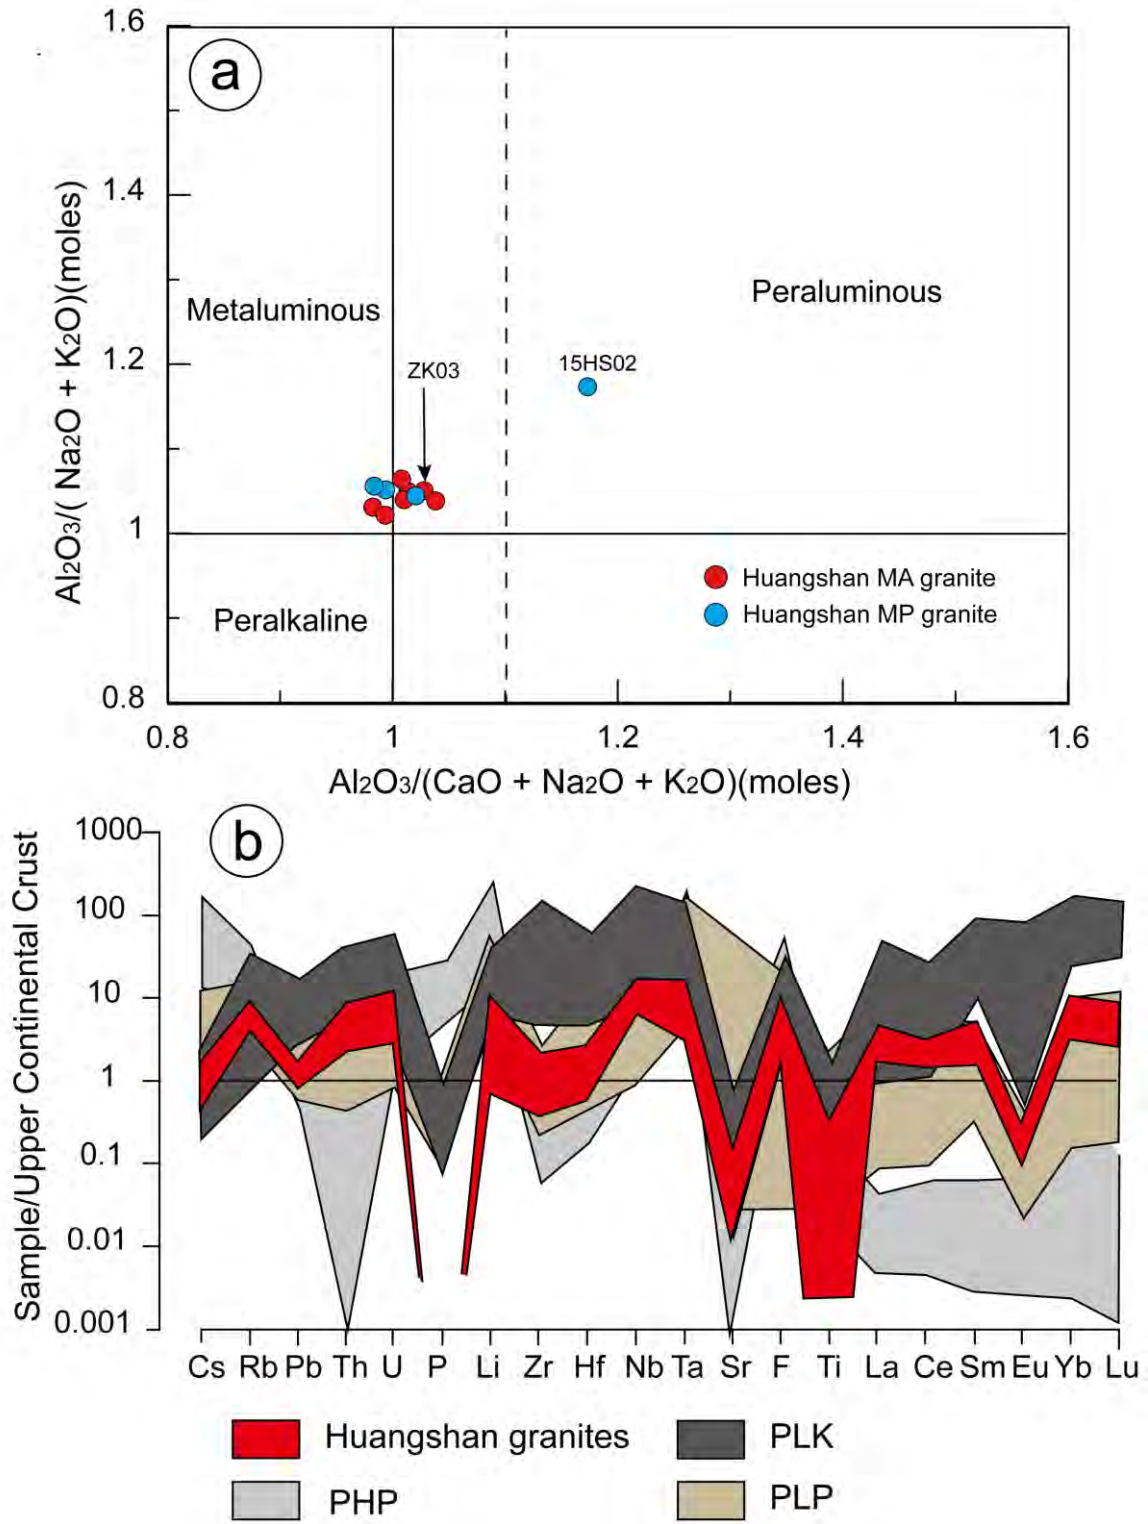 1.6
a
1.4
Al2O3/( Na2O + K2O)(moles)
Metaluminous
Peraluminous
1.2
ZK03
15HS02
1
Huangshan MA granite
Huangshan MP granite
Peralkaline
0.8
0.8 1 1.2 1.4 1.6
Al2O3/(CaO + Na2O + K2O)(moles)
b
Sample/Upper Continental Crust
1000
100
10
1
0.1
0.01
0.001
Cs Rb Pb Th U P Li Zr Hf Nb Ta Sr F Ti La Ce Sm Eu Yb Lu
Huangshan granites
PLK
PHP
PLP